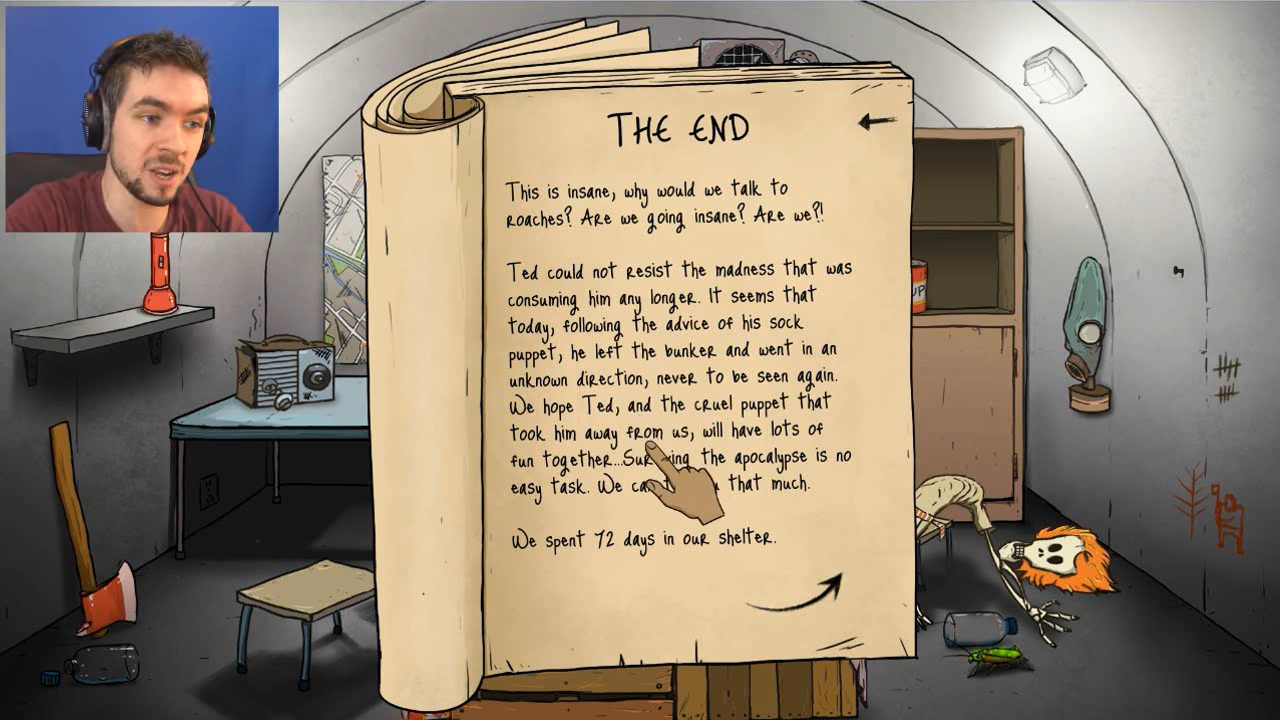 THE END
This is insane, why would we talk to
roaches? Are we going insane? Are we?!
Ted could not resist the madness that was
consuming him any longer. It seems that
today, following the advice of his sock
puppet, he left the bunker and went in an
unknown direction, never to be seen again.
We hope Ted, and the cruel puppet that
took him away from us, will have lots of
fun together...Surviving the apocalypse is no
easy task. We that much.
We spent 72 days in our shelter.
UP